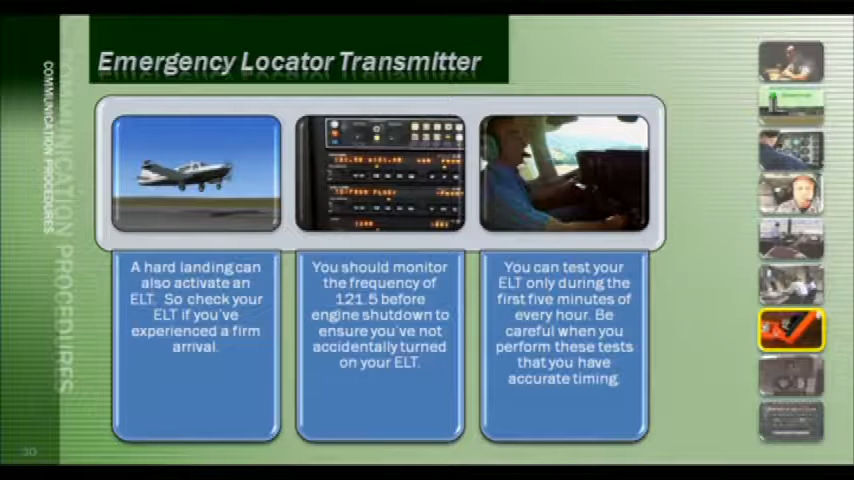 Emergency Locator Transmitter
COMMUNICATION PROCEDURES
COMMUNICATION PROCEDURES
A hard landing can
also activate an
ELT. So check your
ELT if you've
experienced a firm
arrival.
You should monitor
the frequency of
121.5 before
engine shutdown to
ensure you've not
accidentally turned
on your ELT.
You can test your
ELT only during the
first five minutes of
every hour. Be
careful when you
perform these tests
that you have
accurate timing.
30